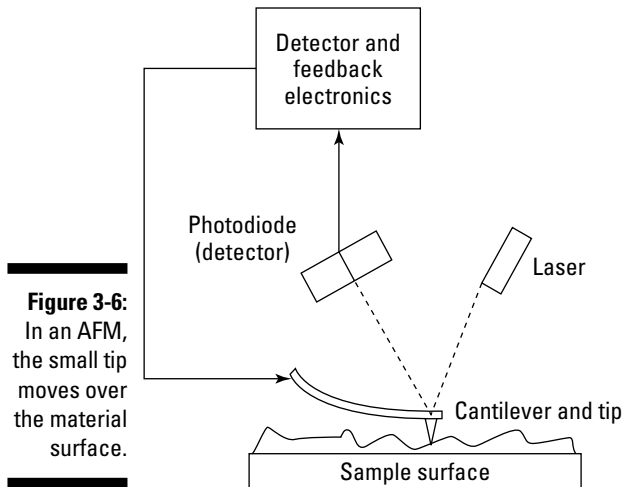 Detector and
feedback
electronics
Photodiode
(detector)
Laser
Figure 3-6:
In an AFM,
the small tip
moves over
the material
surface.
Cantilever and tip
Sample surface